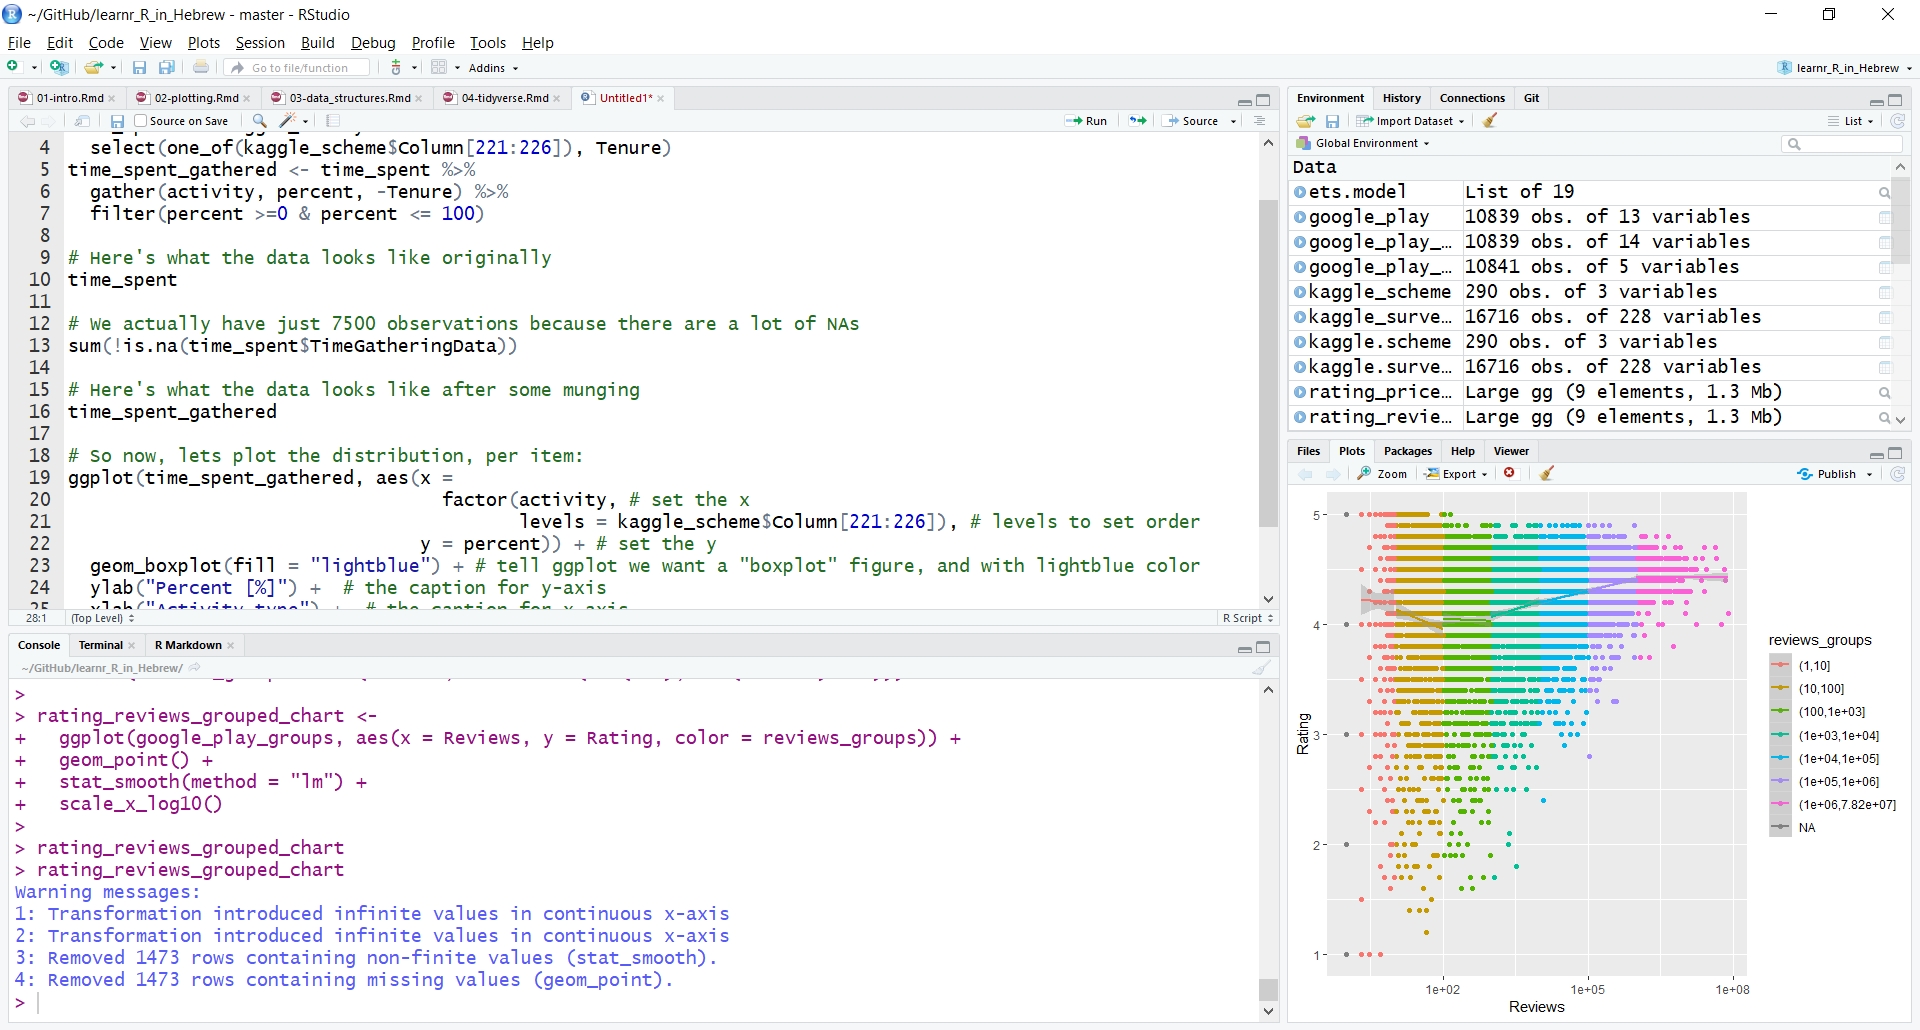 ~/GitHub/learnr_R_in_Hebrew - master - RStudio
File Edit Code View Plots Session Build Debug Profile Tools Help
Go to file/function Addins learnr_R_in_Hebrew
01-intro.Rmd 02-plotting.Rmd 03-data_structures.Rmd 04-tidyverse.Rmd Untitled1*
Source on Save Run Source
4 select(one_of(kaggle_scheme$Column[221:226]), Tenure)
5 time_spent_gathered <- time_spent %>%
6 gather(activity, percent, -Tenure) %>%
7 filter(percent >=0 & percent <= 100)
8
9 # Here's what the data looks like originally
10 time_spent
11
12 # We actually have just 7500 observations because there are a lot of NAs
13 sum(!is.na(time_spent$TimeGatheringData))
14
15 # Here's what the data looks like after some munging
16 time_spent_gathered
17
18 # So now, lets plot the distribution, per item:
19 ggplot(time_spent_gathered, aes(x =
20 factor(activity, # set the x
21 levels = kaggle_scheme$Column[221:226]), # levels to set order
22 y = percent)) + # set the y
23 geom_boxplot(fill = "lightblue") + # tell ggplot we want a "boxplot" figure, and with lightblue color
24 ylab("Percent [%]") + # the caption for y-axis
25 xlab("Activity type") + # the caption for x-axis
28:1 (Top Level) R Script
Console Terminal R Markdown
~/GitHub/learnr_R_in_Hebrew/
>
> rating_reviews_grouped_chart <-
+ ggplot(google_play_groups, aes(x = Reviews, y = Rating, color = reviews_groups)) +
+ geom_point() +
+ stat_smooth(method = "lm") +
+ scale_x_log10()
>
> rating_reviews_grouped_chart
> rating_reviews_grouped_chart
Warning messages:
1: Transformation introduced infinite values in continuous x-axis
2: Transformation introduced infinite values in continuous x-axis
3: Removed 1473 rows containing non-finite values (stat_smooth).
4: Removed 1473 rows containing missing values (geom_point).
>
Environment History Connections Git
Import Dataset List
Global Environment
Data
ets.model List of 19
google_play 10839 obs. of 13 variables
google_play_… 10839 obs. of 14 variables
google_play_… 10841 obs. of 5 variables
kaggle_scheme 290 obs. of 3 variables
kaggle_surve… 16716 obs. of 228 variables
kaggle.scheme 290 obs. of 3 variables
kaggle.surve… 16716 obs. of 228 variables
rating_price… Large gg (9 elements, 1.3 Mb)
rating_revie… Large gg (9 elements, 1.3 Mb)
Files Plots Packages Help Viewer
Zoom Export Publish
5
4
3
2
1
Rating
1e+02 1e+05 1e+08
Reviews
reviews_groups
(1,10]
(10,100]
(100,1e+03]
(1e+03,1e+04]
(1e+04,1e+05]
(1e+05,1e+06]
(1e+06,7.82e+07]
NA